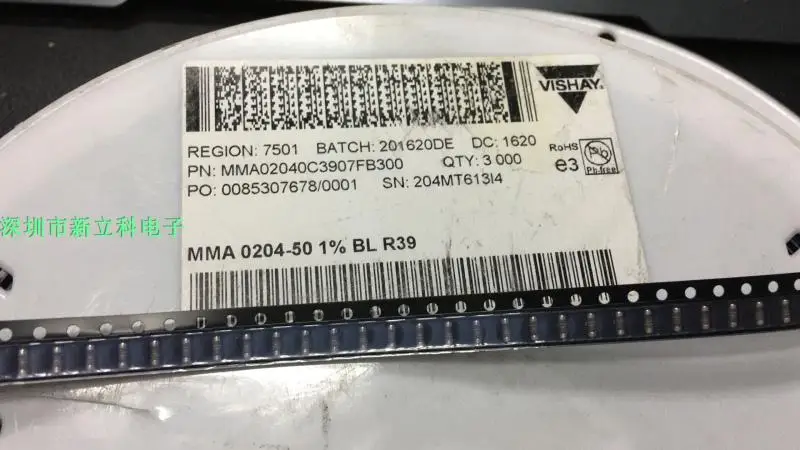 VISHAY
REGION: 7501 BATCH: 201620DE DC: 1620
PN: MMA02040C3907FB300 QTY: 3 000
PO: 0085307678/0001 SN: 204MT613I4
RoHS
e3
Pb-free
深圳市新立科电子
MMA 0204-50 1% BL R39